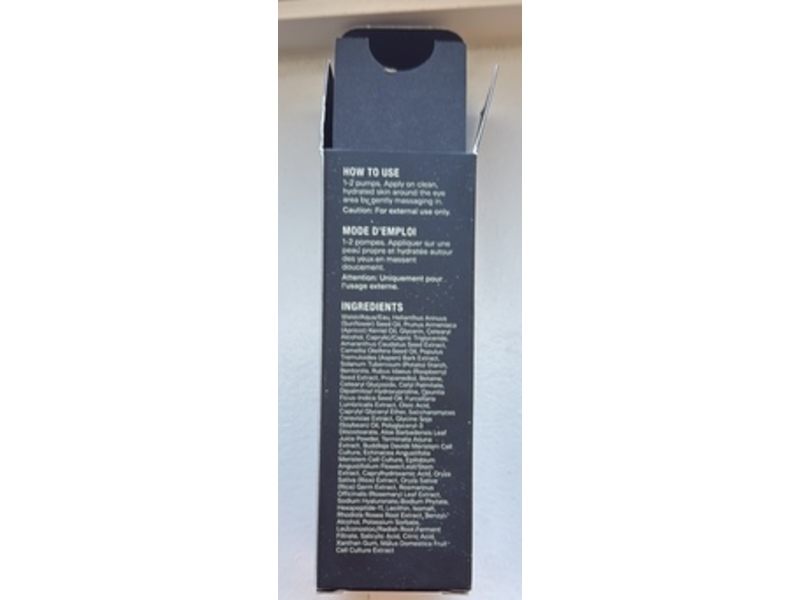 HOW TO USE
1-2 pumps. Apply on clean,
hydrated skin around the eye
area by gently massaging in.
Caution: For external use only.
MODE D'EMPLOI
1-2 pompes. Appliquer sur une
peau propre et hydratée autour
des yeux en massant
doucement.
Attention: Uniquement pour
l'usage externe.
INGREDIENTS
Water/Aqua/Eau, Helianthus Annuus
(Sunflower) Seed Oil, Prunus Armeniaca
(Apricot) Kernel Oil, Glycerin, Cetearyl
Alcohol, Caprylic/Capric Triglyceride,
Amaranthus Caudatus Seed Extract,
Camellia Oleifera Seed Oil, Populus
Tremuloides (Aspen) Bark Extract,
Solanum Tuberosum (Potato) Starch,
Bentonite, Rubus Idaeus (Raspberry)
Seed Extract, Propanediol, Betaine,
Cetearyl Glucoside, Cetyl Palmitate,
Dipalmitoyl Hydroxyproline, Opuntia
Ficus-Indica Seed Oil, Furcellaria
Lumbricalis Extract, Oleic Acid,
Caprylyl Glyceryl Ether, Saccharomyces
Cerevisiae Extract, Glycine Soja
(Soybean) Oil, Polyglyceryl-3
Diisostearate, Aloe Barbadensis Leaf
Juice Powder, Terminalia Arjuna
Extract, Buddleja Davidii Meristem Cell
Culture, Echinacea Angustifolia
Meristem Cell Culture, Epilobium
Angustifolium Flower/Leaf/Stem
Extract, Caprylhydroxamic Acid, Oryza
Sativa (Rice) Extract, Oryza Sativa
(Rice) Germ Extract, Rosmarinus
Officinalis (Rosemary) Leaf Extract,
Sodium Hyaluronate, Sodium Phytate,
Hexapeptide-11, Lecithin, Isomalt,
Rhodiola Rosea Root Extract, Benzyl
Alcohol, Potassium Sorbate,
Leuconostoc/Radish Root Ferment
Filtrate, Salicylic Acid, Citric Acid,
Xanthan Gum, Malus Domestica Fruit
Cell Culture Extract